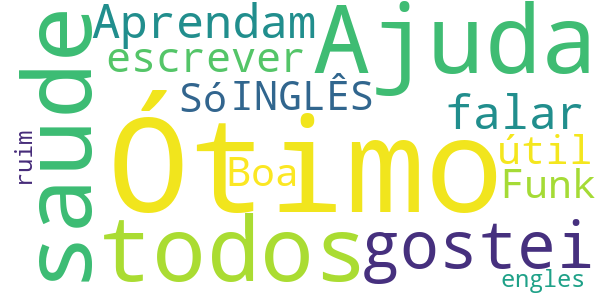 Aprendam
Ajuda
escrever
saude
Só
INGLÊS
falar
Ótimo
ruim
Boa
útil
Funk
todos
gostei
engles